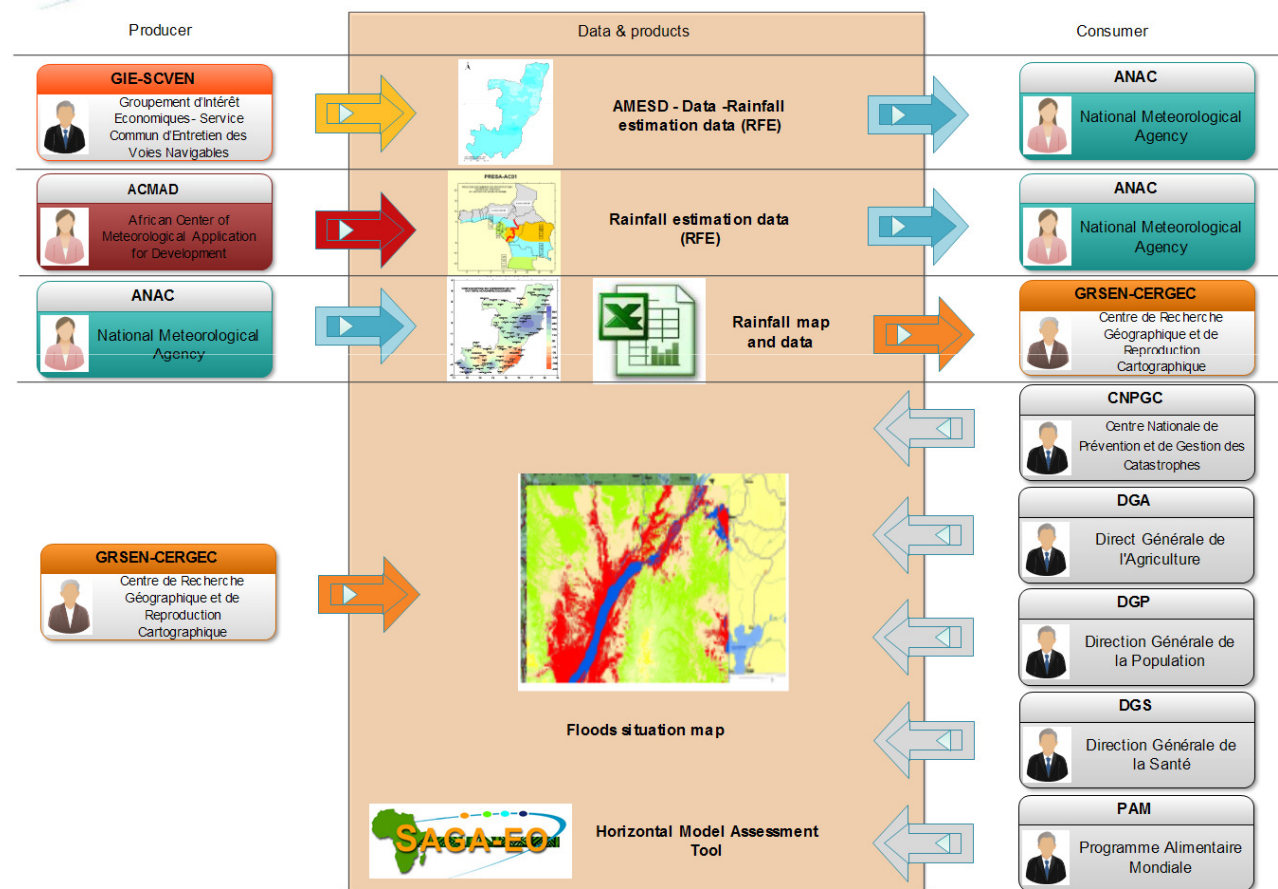 Producer
Data & products
Consumer
GIE-SCVEN
Groupement d'Intérêt
Economiques- Service
Commun d'Entretien des
Voies Navigables
AMESD - Data -Rainfall
estimation data (RFE)
ANAC
National Meteorological
Agency
ACMAD
African Center of
Meteorological Application
for Development
PRESA-AC01
Rainfall estimation data
(RFE)
ANAC
National Meteorological
Agency
ANAC
National Meteorological
Agency
Rainfall map
and data
GRSEN-CERGEC
Centre de Recherche
Géographique et de
Reproduction
Cartographique
CNPGC
Centre Nationale de
Prévention et de Gestion des
Catastrophes
DGA
Direct Générale de
l'Agriculture
GRSEN-CERGEC
Centre de Recherche
Géographique et de
Reproduction
Cartographique
DGP
Direction Générale de
la Population
Floods situation map
DGS
Direction Générale de
la Santé
SAGA-EO
Horizontal Model Assessment
Tool
PAM
Programme Alimentaire
Mondiale